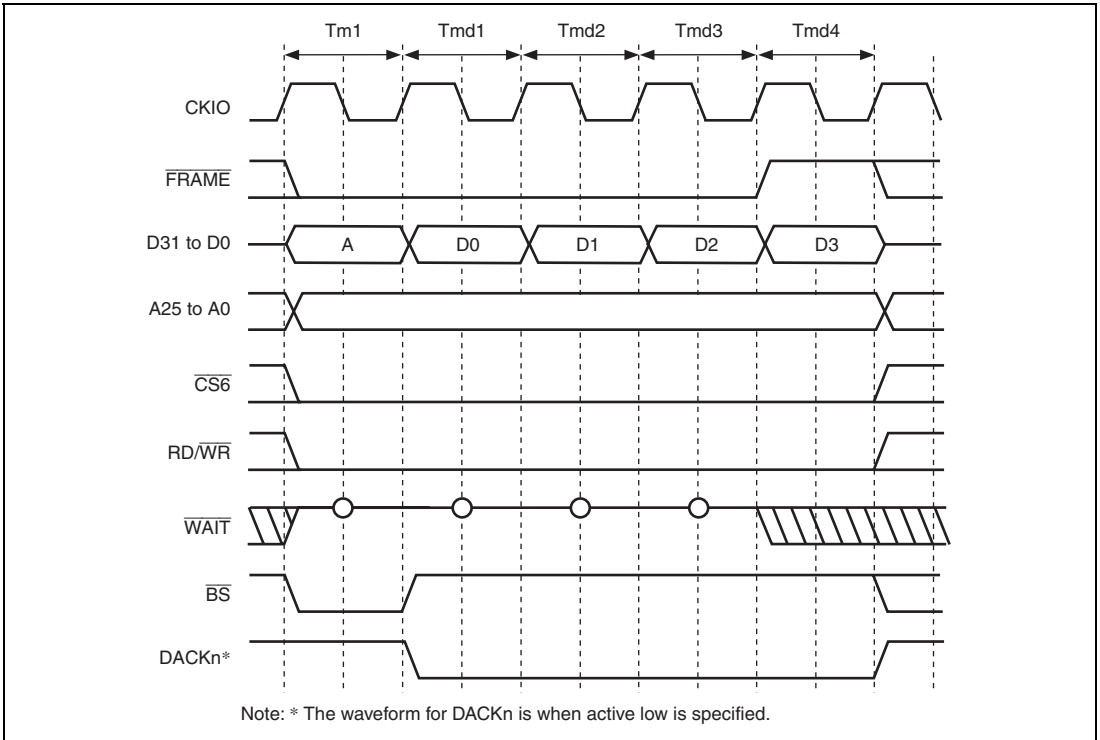 Tm1 Tmd1 Tmd2 Tmd3 Tmd4
CKIO
FRAME
D31 to D0 A D0 D1 D2 D3
A25 to A0
CS6
RD/WR
WAIT
BS
DACKn*
Note: * The waveform for DACKn is when active low is specified.